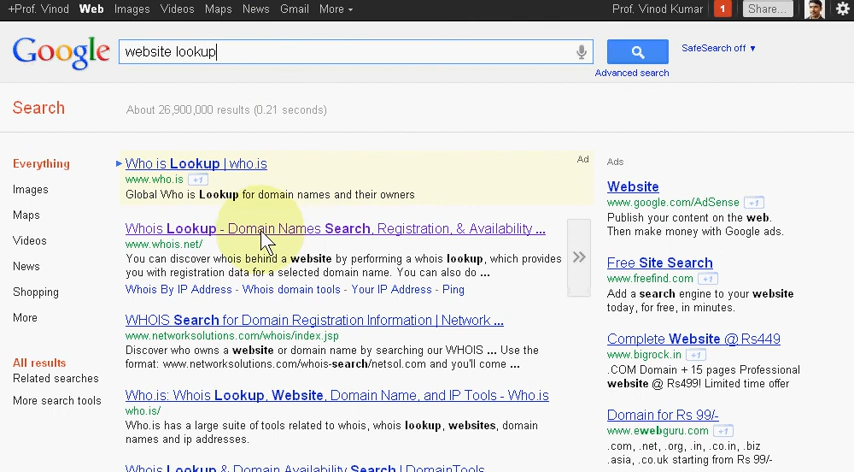 +Prof. Vinod Web Images Videos Maps News Gmail More Prof. Vinod Kumar 1 Share...
Google website lookup SafeSearch off
Advanced search
Search About 26,900,000 results (0.21 seconds)
Everything
Images
Maps
Videos
News
Shopping
More
All results
Related searches
More search tools
Who is Lookup | who.is Ad
www.who.is +1
Global Who is Lookup for domain names and their owners
Whois Lookup - Domain Names Search, Registration, & Availability ...
www.whois.net/
You can discover whois behind a website by performing a whois lookup, which provides
you with registration data for a selected domain name. You can also do ...
Whois By IP Address - Whois domain tools - Your IP Address - Ping
WHOIS Search for Domain Registration Information | Network ...
www.networksolutions.com/whois/index.jsp
Discover who owns a website or domain name by searching our WHOIS ... Use the
format: www.networksolutions.com/whois-search/netsol.com and you'll come ...
Who.is: Whois Lookup, Website, Domain Name, and IP Tools - Who.is
who.is/
Who.is has a large suite of tools related to whois, whois lookup, websites, domain
names and ip addresses.
Whois Lookup & Domain Availability Search | DomainTools
Ads
Website
www.google.com/AdSense +1
Publish your content on the web.
Then make money with Google ads.
Free Site Search
www.freefind.com +1
Add a search engine to your website
today, for free, in minutes.
Complete Website @ Rs449
www.bigrock.in +1
.COM Domain + 15 pages Professional
website @ Rs499! Limited time offer
Domain for Rs 99/-
www.ewebguru.com +1
.com, .net, .org, .in, .co.in, .biz
.asia, .co.uk starting from Rs 99/-